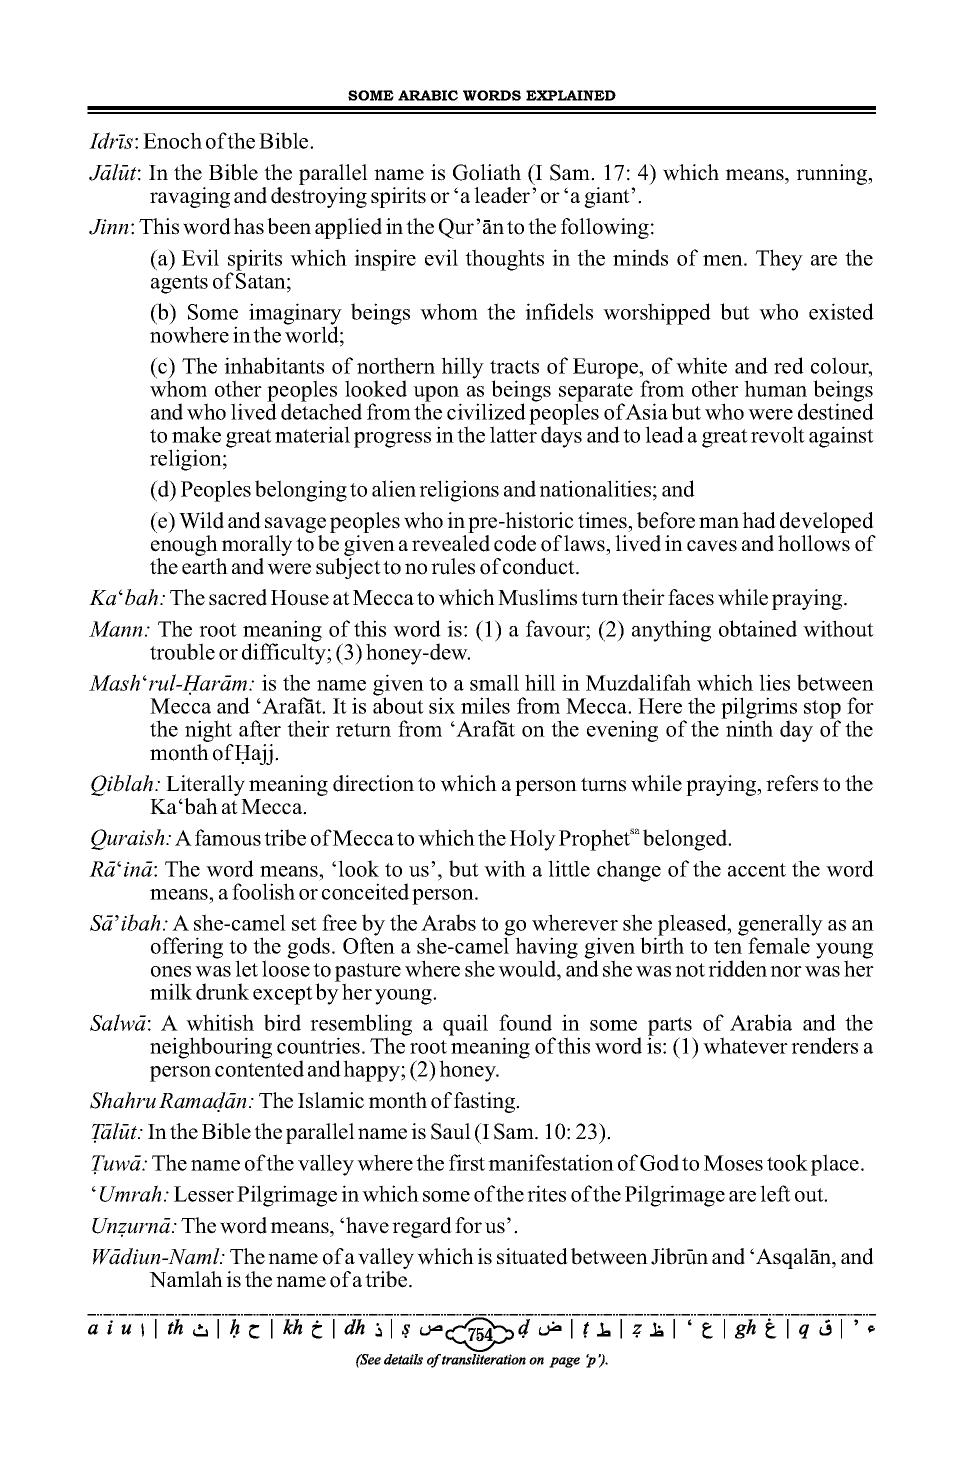 SOME ARABIC WORDS EXPLAINED
Idrīs: Enoch of the Bible.
Jālūt: In the Bible the parallel name is Goliath (I Sam. 17: 4) which means, running,
ravaging and destroying spirits or ‘a leader’ or ‘a giant’.
Jinn: This word has been applied in the Qur’ān to the following:
(a) Evil spirits which inspire evil thoughts in the minds of men. They are the
agents of Satan;
(b) Some imaginary beings whom the infidels worshipped but who existed
nowhere in the world;
(c) The inhabitants of northern hilly tracts of Europe, of white and red colour,
whom other peoples looked upon as beings separate from other human beings
and who lived detached from the civilized peoples of Asia but who were destined
to make great material progress in the latter days and to lead a great revolt against
religion;
(d) Peoples belonging to alien religions and nationalities; and
(e) Wild and savage peoples who in pre-historic times, before man had developed
enough morally to be given a revealed code of laws, lived in caves and hollows of
the earth and were subject to no rules of conduct.
Ka‘bah: The sacred House at Mecca to which Muslims turn their faces while praying.
Mann: The root meaning of this word is: (1) a favour; (2) anything obtained without
trouble or difficulty; (3) honey-dew.
Mash‘rul-Ḥarām: is the name given to a small hill in Muzdalifah which lies between
Mecca and ‘Arafāt. It is about six miles from Mecca. Here the pilgrims stop for
the night after their return from ‘Arafāt on the evening of the ninth day of the
month of Ḥajj.
Qiblah: Literally meaning direction to which a person turns while praying, refers to the
Ka‘bah at Mecca.
Quraish: A famous tribe of Mecca to which the Holy Prophetsa belonged.
Rā‘inā: The word means, ‘look to us’, but with a little change of the accent the word
means, a foolish or conceited person.
Sā’ibah: A she-camel set free by the Arabs to go wherever she pleased, generally as an
offering to the gods. Often a she-camel having given birth to ten female young
ones was let loose to pasture where she would, and she was not ridden nor was her
milk drunk except by her young.
Salwā: A whitish bird resembling a quail found in some parts of Arabia and the
neighbouring countries. The root meaning of this word is: (1) whatever renders a
person contented and happy; (2) honey.
Shahru Ramaḍān: The Islamic month of fasting.
Ṭālūt: In the Bible the parallel name is Saul (I Sam. 10: 23).
Ṭuwā: The name of the valley where the first manifestation of God to Moses took place.
‘Umrah: Lesser Pilgrimage in which some of the rites of the Pilgrimage are left out.
Unẓurnā: The word means, ‘have regard for us’.
Wādiun-Naml: The name of a valley which is situated between Jibrūn and ‘Asqalān, and
Namlah is the name of a tribe.
a i u ا | th ث | ḥ ح | kh خ | dh ذ | ṣ ص 754 ḍ ض | ṭ ط | ẓ ظ | ‘ ع | gh غ | q ق | ’ ء
(See details of transliteration on page ‘p’).